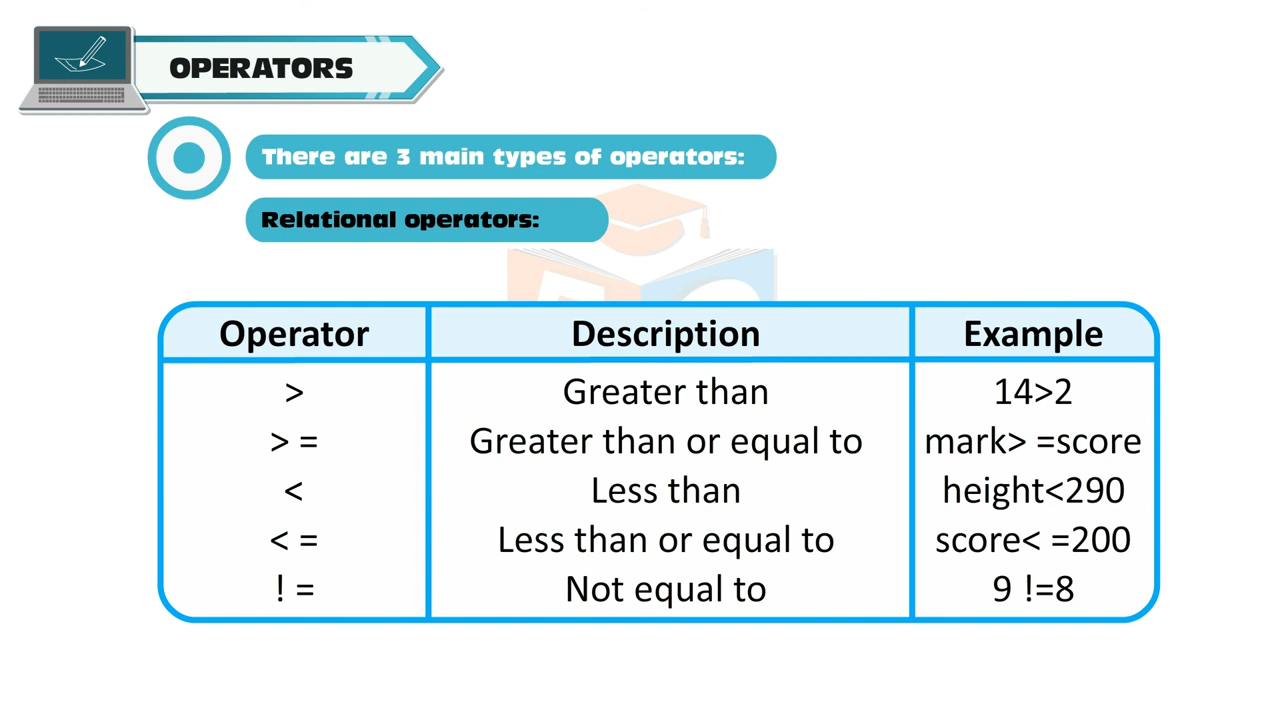 OPERATORS
There are 3 main types of operators:
Relational operators:
Operator Description Example
> Greater than 14>2
> = Greater than or equal to mark> =score
< Less than height<290
< = Less than or equal to score< =200
! = Not equal to 9 !=8